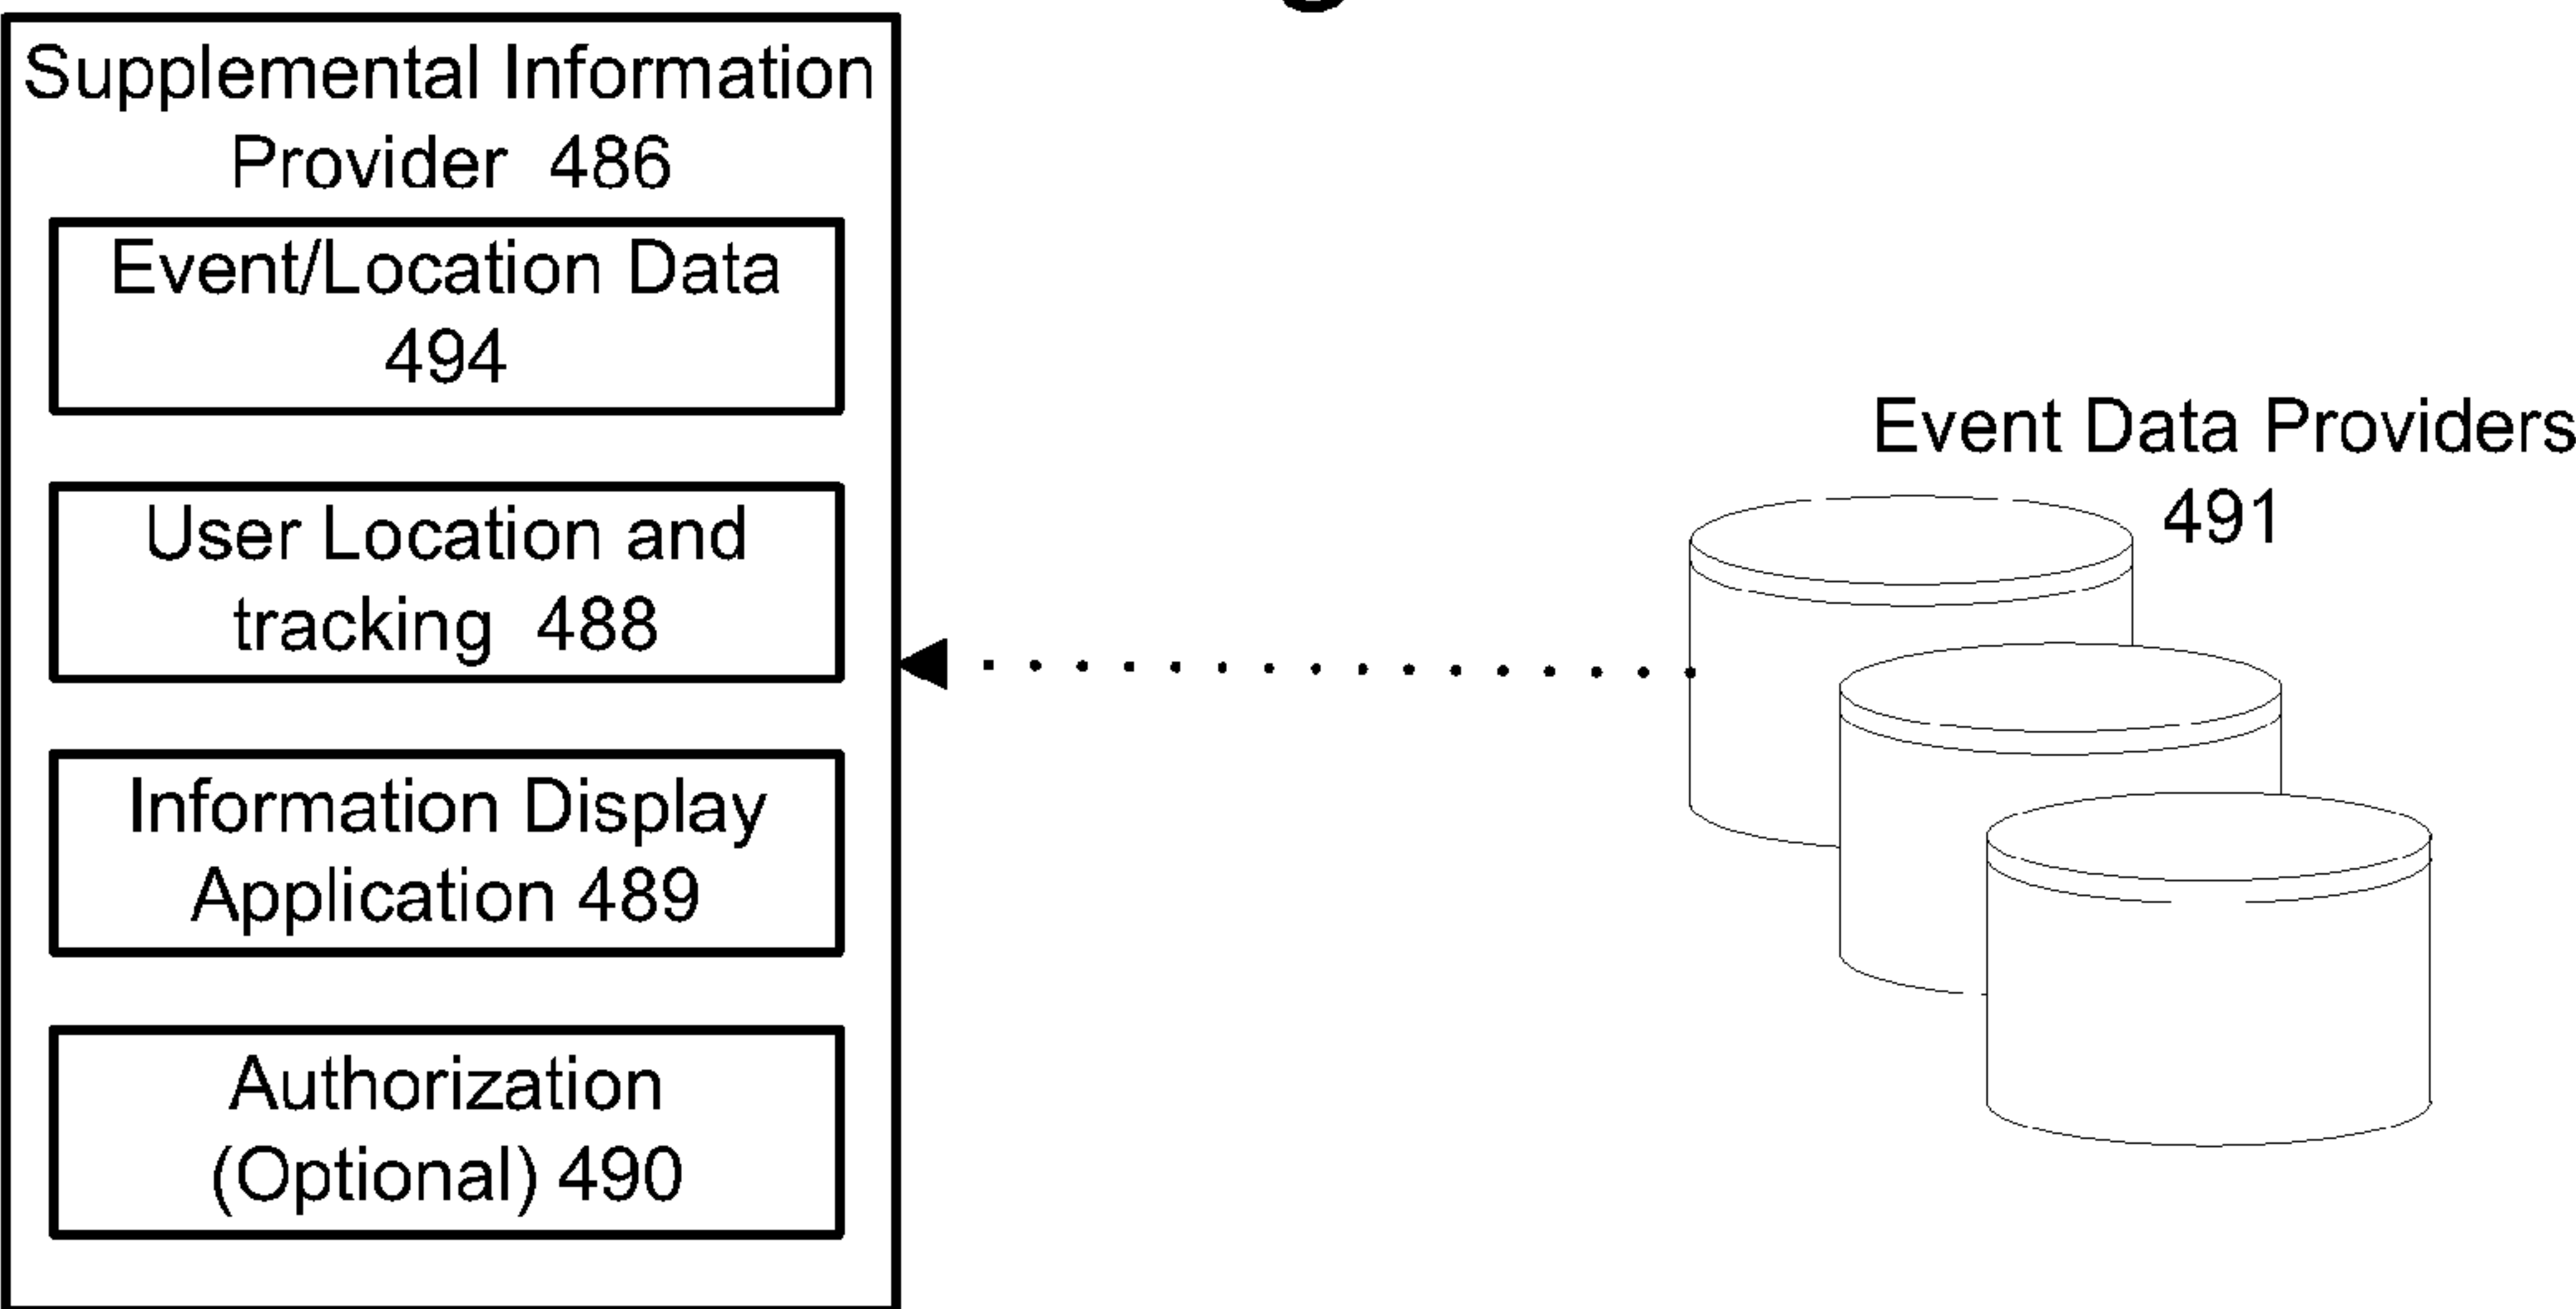 Supplemental Information
Provider 486
Event/Location Data
494
User Location and
tracking 488
Information Display
Application 489
Authorization
(Optional) 490
Event Data Providers
491